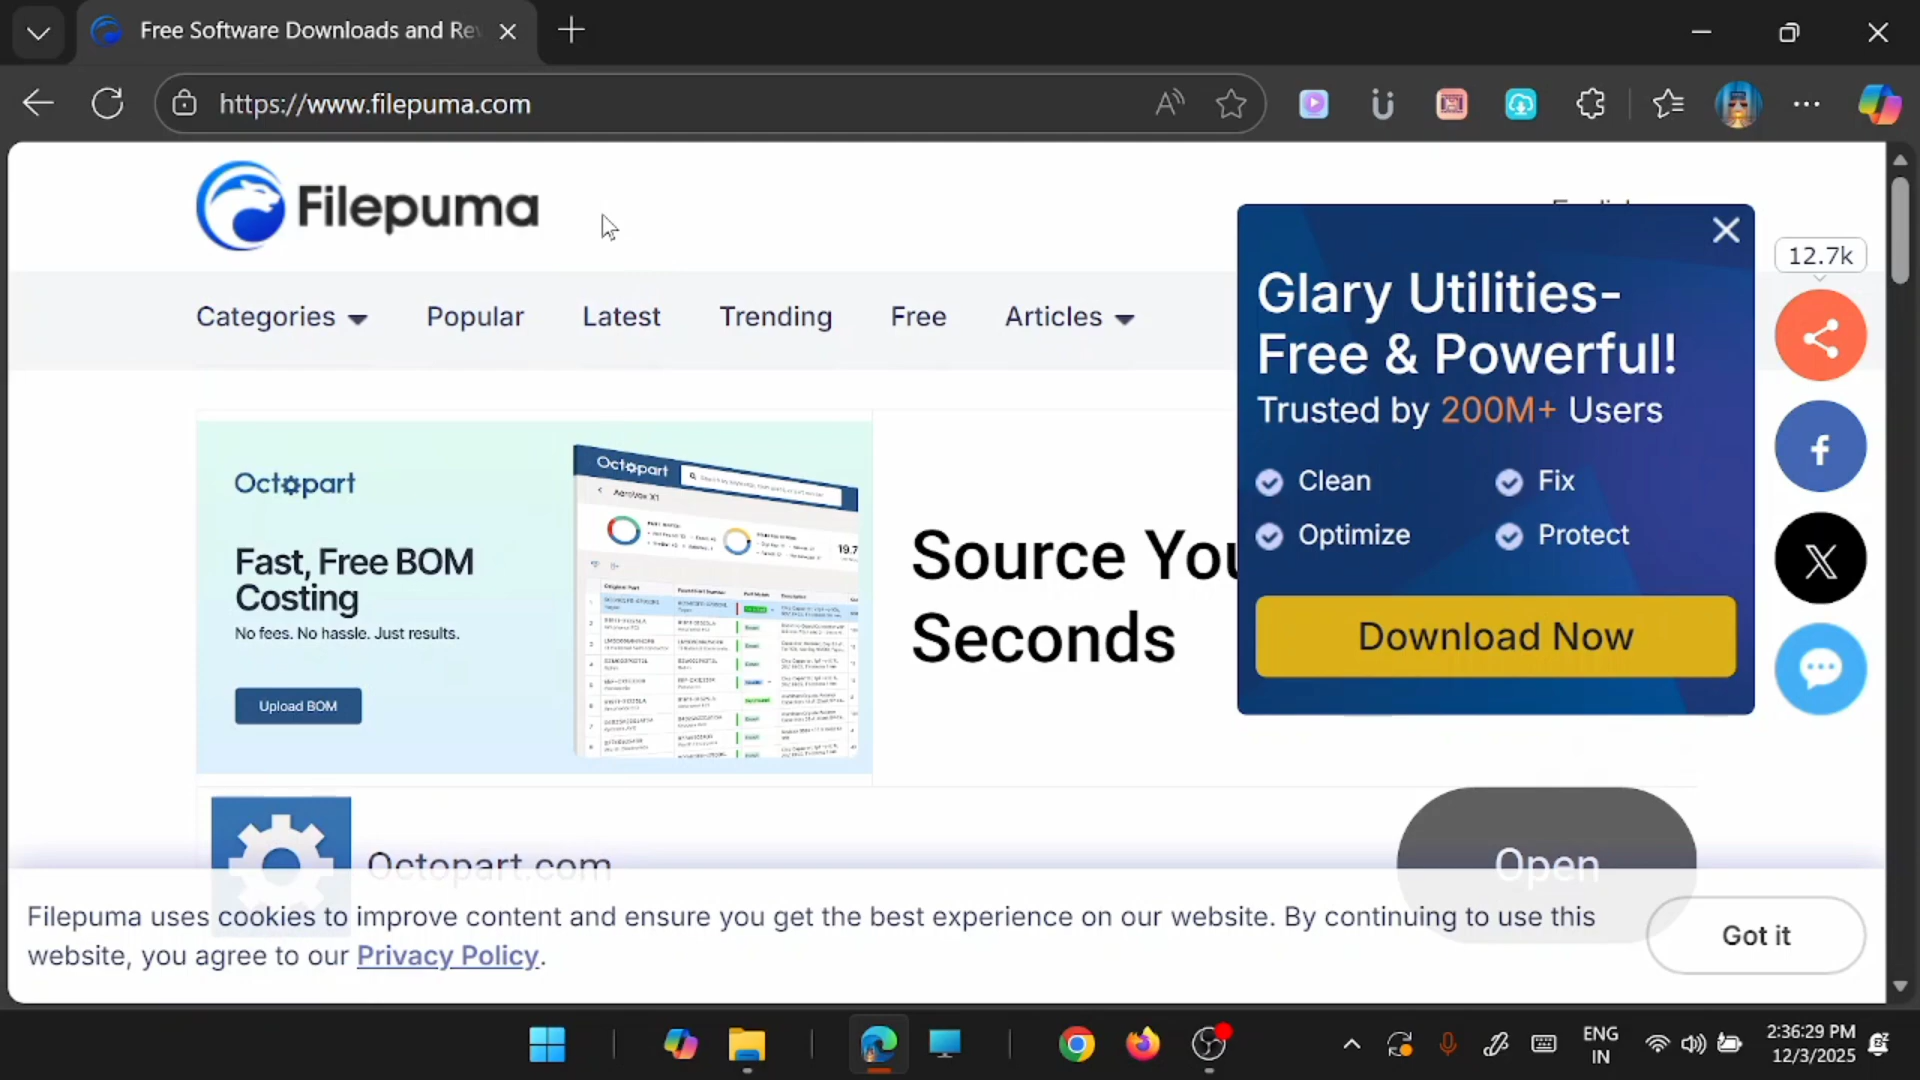 Free Software Downloads and Re
https://www.filepuma.com
Filepuma
12.7k
Categories
Popular
Latest
Trending
Free
Articles
Glary Utilities-
Free & Powerful!
Trusted by 200M+ Users
Clean
Fix
Optimize
Protect
Download Now
Octopart
Fast, Free BOM
Costing
No fees. No hassle. Just results.
Upload BOM
Octopart
19.7
Source You
Seconds
Octopart.com
Open
Filepuma uses cookies to improve content and ensure you get the best experience on our website. By continuing to use this
website, you agree to our Privacy Policy.
Got it
ENG
IN
2:36:29 PM
12/3/2025